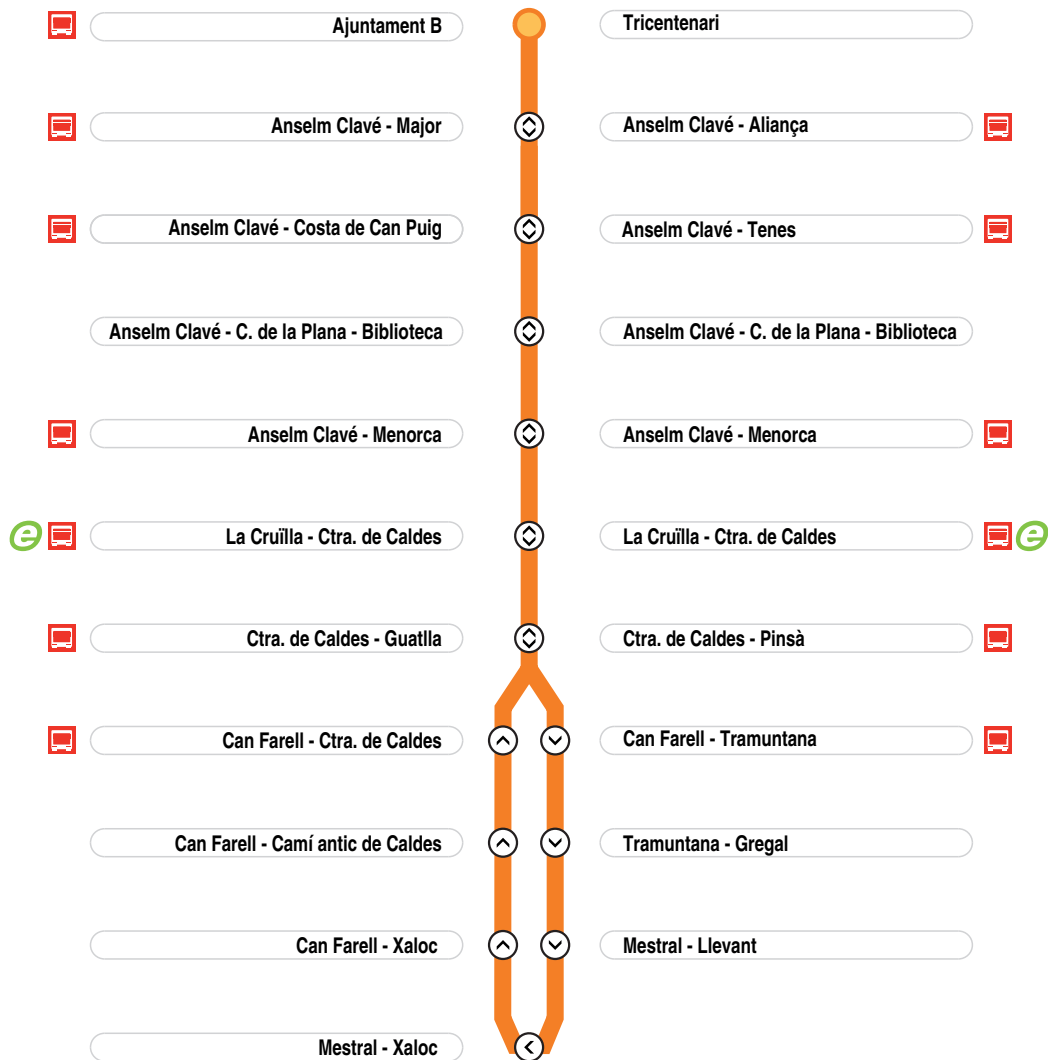 Ajuntament B
Tricentenari
Anselm Clavé - Major
Anselm Clavé - Aliança
Anselm Clavé - Costa de Can Puig
Anselm Clavé - Tenes
Anselm Clavé - C. de la Plana - Biblioteca
Anselm Clavé - C. de la Plana - Biblioteca
Anselm Clavé - Menorca
Anselm Clavé - Menorca
e
La Cruïlla - Ctra. de Caldes
La Cruïlla - Ctra. de Caldes
e
Ctra. de Caldes - Guatlla
Ctra. de Caldes - Pinsà
Can Farell - Ctra. de Caldes
Can Farell - Tramuntana
Can Farell - Camí antic de Caldes
Tramuntana - Gregal
Can Farell - Xaloc
Mestral - Llevant
Mestral - Xaloc